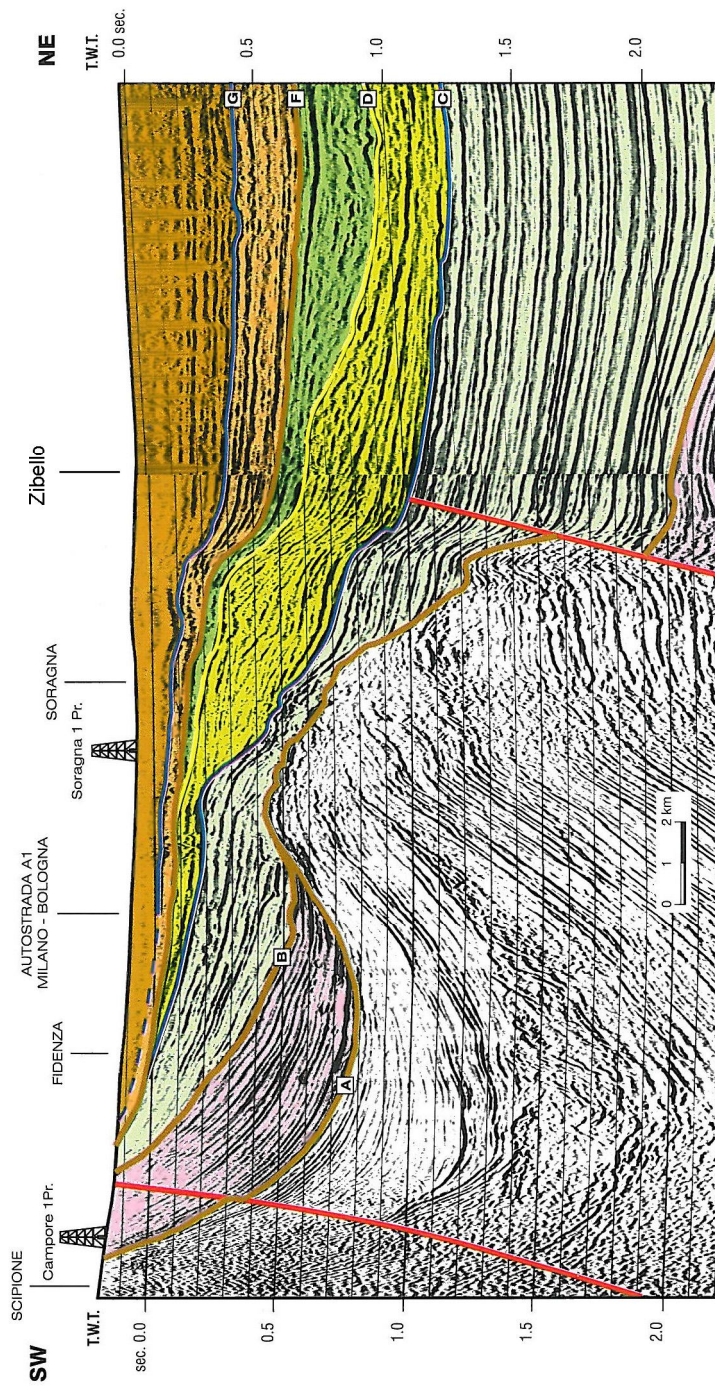 SW
NE
SCIPIONE
Campore 1Pr.
FIDENZA
AUTOSTRADA A1
MILANO - BOLOGNA
Soragna 1 Pr.
SORAGNA
Zibello
T.W.T.
sec. 0.0
0.5
1.0
1.5
2.0
T.W.T.
0.0 sec.
0.5
1.0
1.5
2.0
A
B
C
D
F
G
0 1 2 km